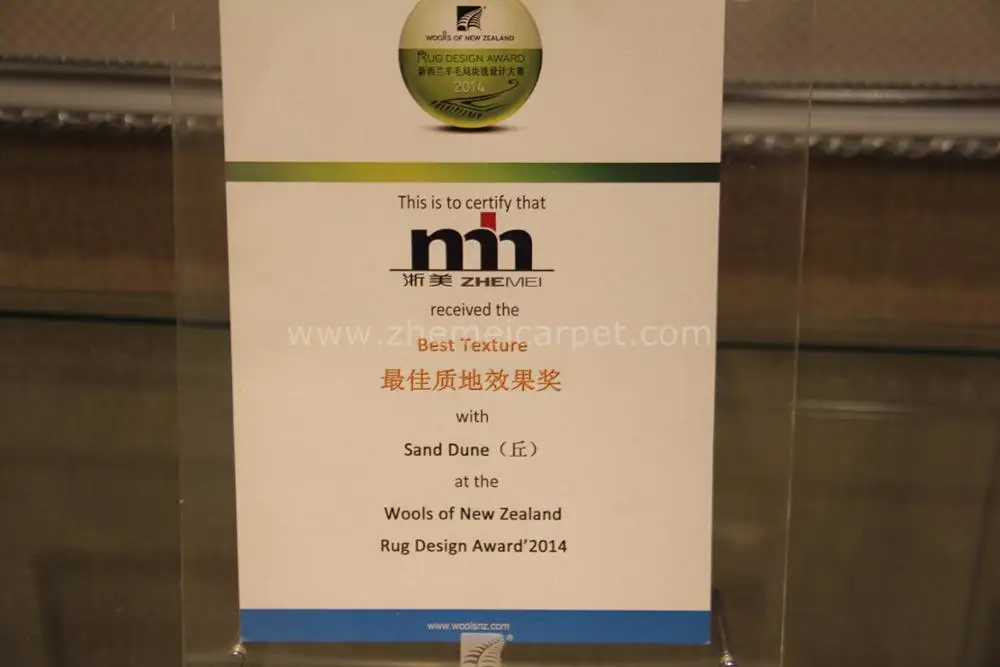 WOOLS OF NEW ZEALAND
RUG DESIGN AWARD
新西兰羊毛局块毯设计大赛
2014
This is to certify that
浙美 ZHEMEI
received the
www.zhemeicarpet.com
Best Texture
最佳质地效果奖
with
Sand Dune（丘）
at the
Wools of New Zealand
Rug Design Award’2014
www.woolsnz.com